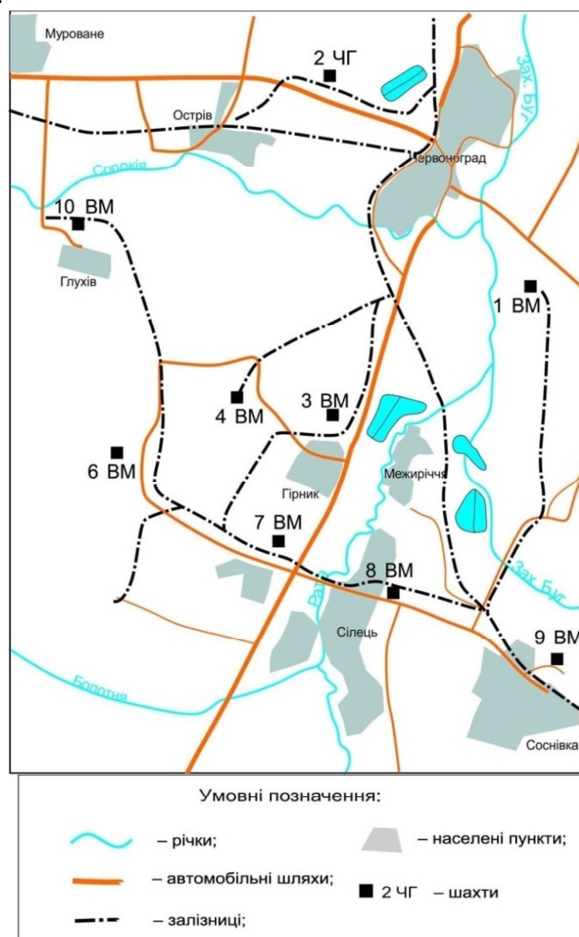 Муроване
2 ЧГ
Острів
Зах. Буг
Червоноград
Солокія
10 ВМ
Глухів
1 ВМ
4 ВМ
3 ВМ
6 ВМ
Гірник
Межиріччя
7 ВМ
8 ВМ
Рата
Зах. Буг
Сілець
9 ВМ
Болотня
Соснівка
Умовні позначення:
– річки;
– населені пункти;
– автомобільні шляхи;
2 ЧГ – шахти
– залізниці;